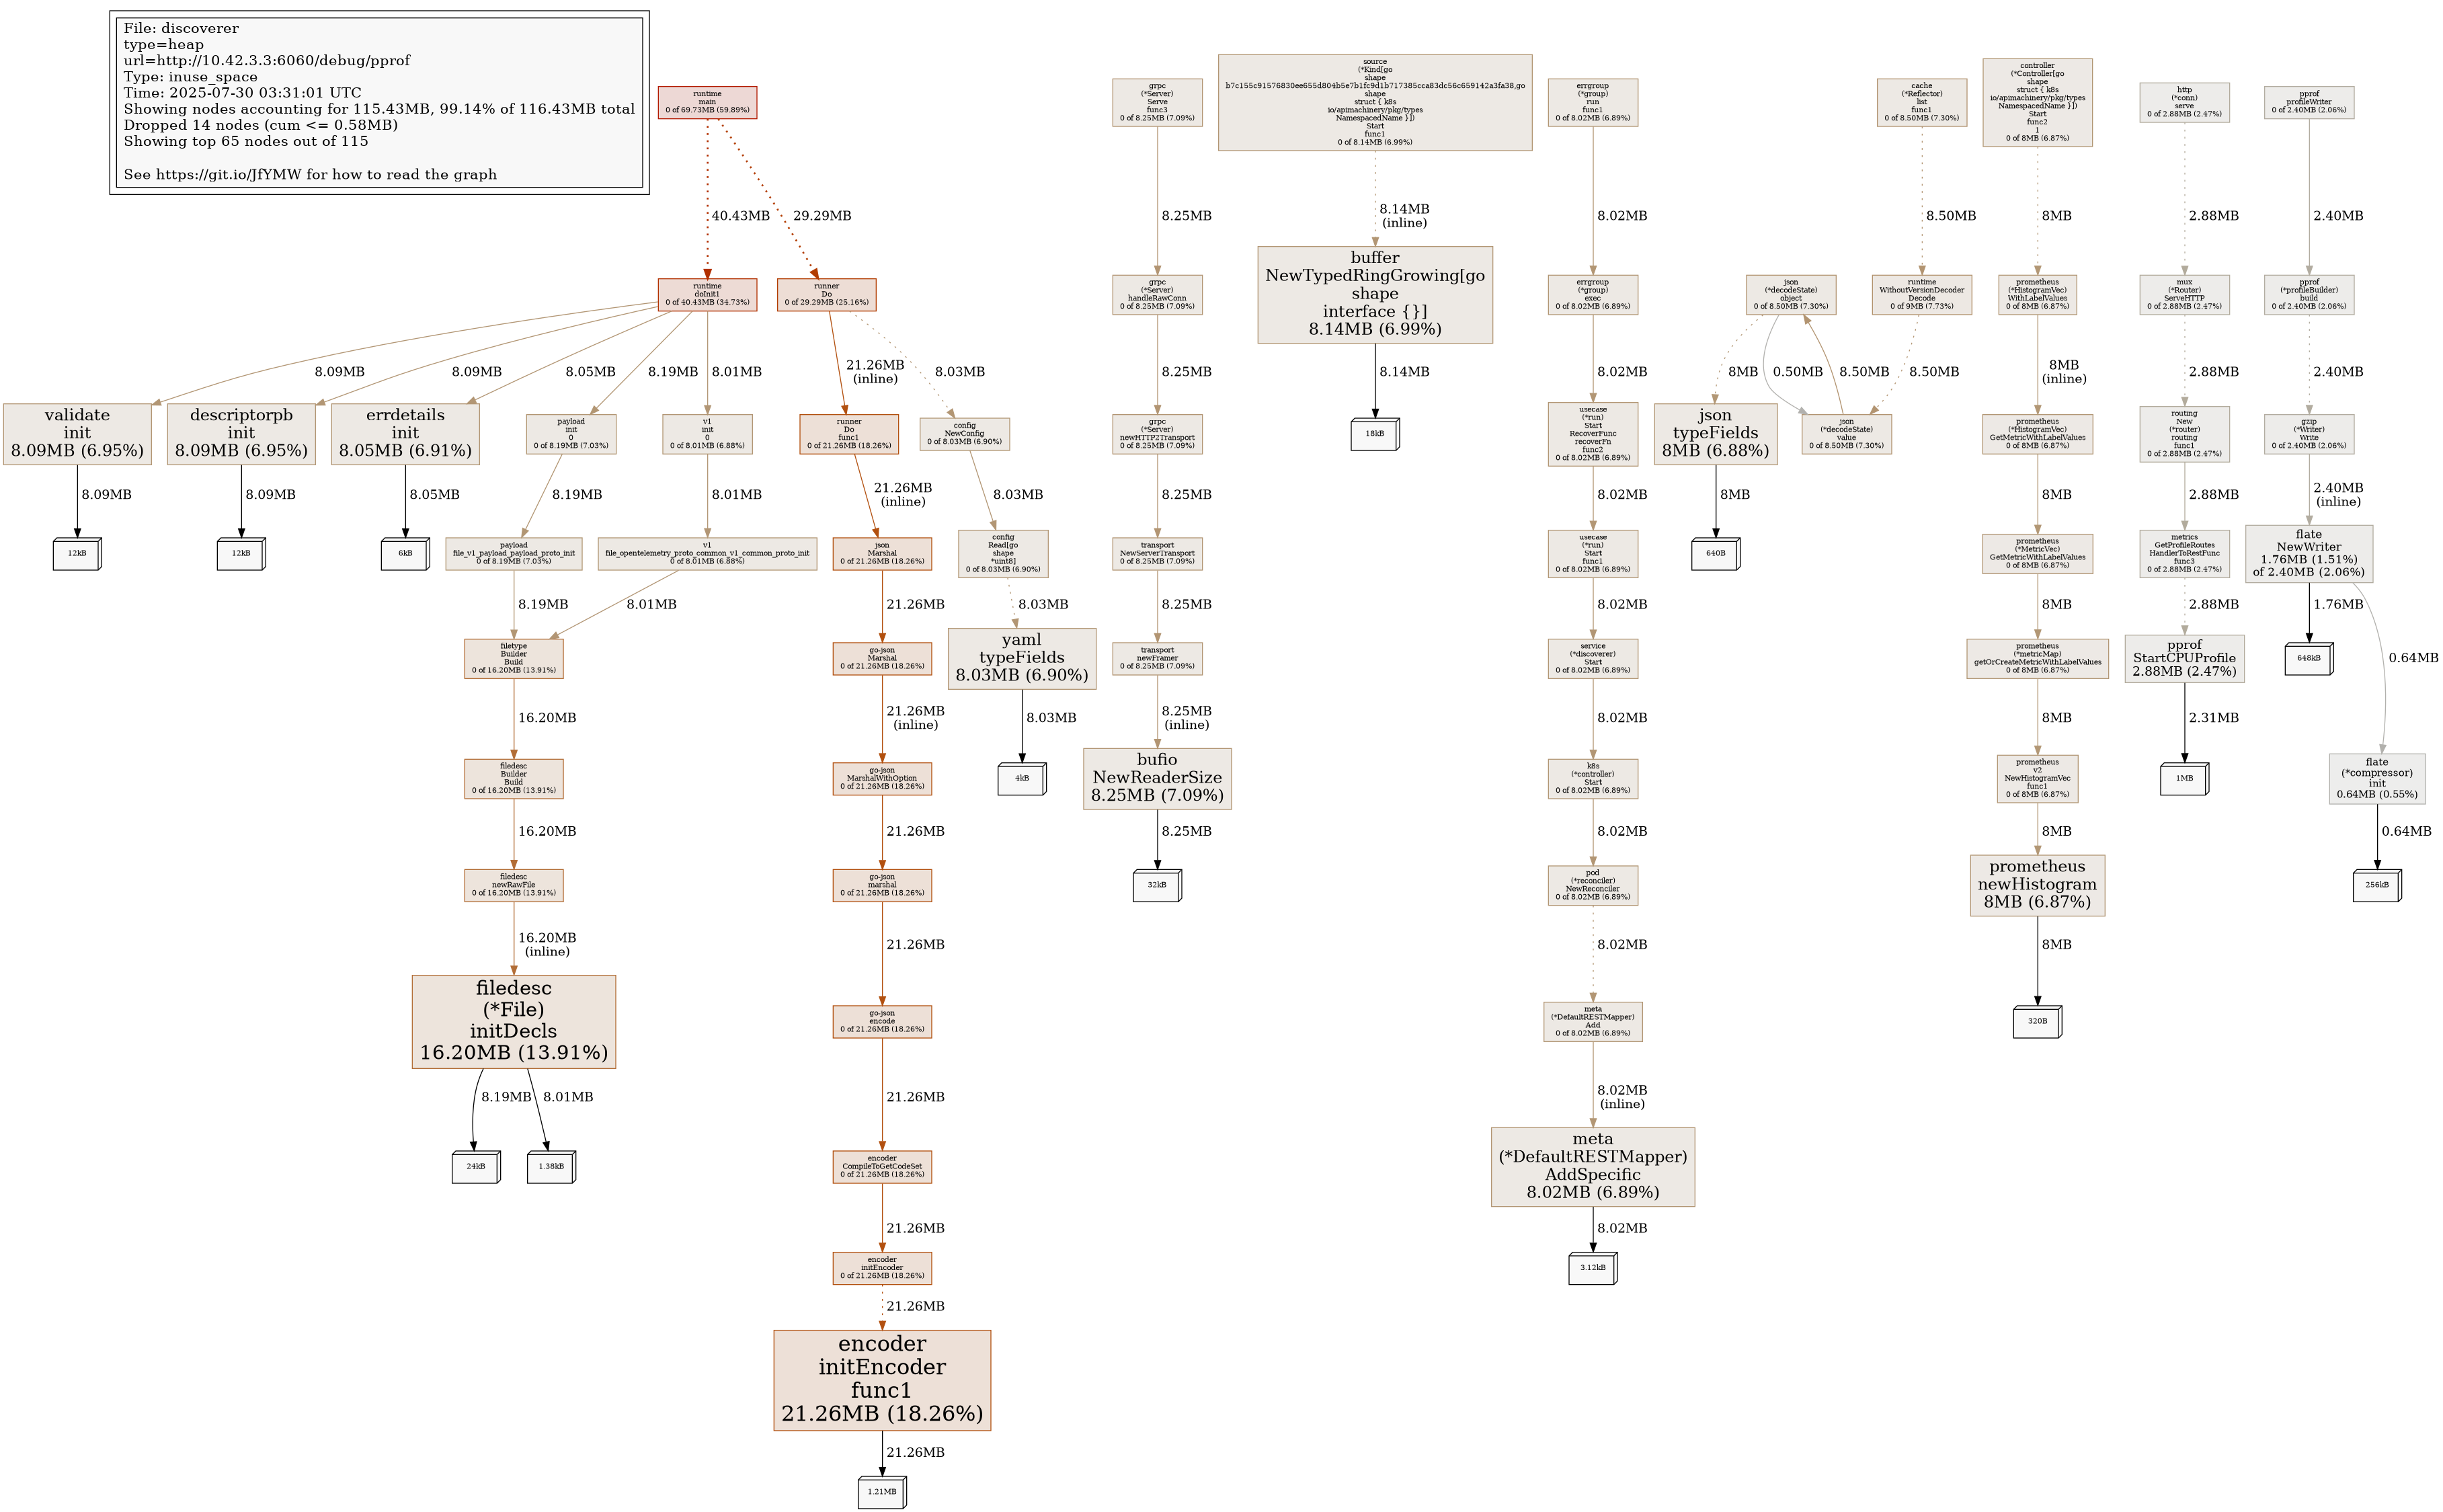 File: discoverer
type=heap
url=http://10.42.3.3:6060/debug/pprof
Type: inuse_space
Time: 2025-07-30 03:31:01 UTC
Showing nodes accounting for 115.43MB, 99.14% of 116.43MB total
Dropped 14 nodes (cum <= 0.58MB)
Showing top 65 nodes out of 115
See https://git.io/JfYMW for how to read the graph
runtime
main
0 of 69.73MB (59.89%)
40.43MB
29.29MB
runtime
doInit1
0 of 40.43MB (34.73%)
runner
Do
0 of 29.29MB (25.16%)
8.09MB
8.09MB
8.05MB
8.19MB
8.01MB
21.26MB
(inline)
8.03MB
validate
init
8.09MB (6.95%)
descriptorpb
init
8.09MB (6.95%)
errdetails
init
8.05MB (6.91%)
payload
init
0
0 of 8.19MB (7.03%)
v1
init
0
0 of 8.01MB (6.88%)
runner
Do
func1
0 of 21.26MB (18.26%)
config
NewConfig
0 of 8.03MB (6.90%)
8.09MB
8.09MB
8.05MB
8.19MB
8.01MB
21.26MB
(inline)
8.03MB
12kB
12kB
6kB
payload
file_v1_payload_payload_proto_init
0 of 8.19MB (7.03%)
v1
file_opentelemetry_proto_common_v1_common_proto_init
0 of 8.01MB (6.88%)
json
Marshal
0 of 21.26MB (18.26%)
config
Read[go
shape
*uint8]
0 of 8.03MB (6.90%)
8.19MB
8.01MB
21.26MB
8.03MB
filetype
Builder
Build
0 of 16.20MB (13.91%)
go-json
Marshal
0 of 21.26MB (18.26%)
yaml
typeFields
8.03MB (6.90%)
16.20MB
21.26MB
(inline)
8.03MB
filedesc
Builder
Build
0 of 16.20MB (13.91%)
go-json
MarshalWithOption
0 of 21.26MB (18.26%)
4kB
16.20MB
21.26MB
filedesc
newRawFile
0 of 16.20MB (13.91%)
go-json
marshal
0 of 21.26MB (18.26%)
16.20MB
(inline)
21.26MB
filedesc
(*File)
initDecls
16.20MB (13.91%)
go-json
encode
0 of 21.26MB (18.26%)
8.19MB
8.01MB
21.26MB
24kB
1.38kB
encoder
CompileToGetCodeSet
0 of 21.26MB (18.26%)
21.26MB
encoder
initEncoder
0 of 21.26MB (18.26%)
21.26MB
encoder
initEncoder
func1
21.26MB (18.26%)
21.26MB
1.21MB
grpc
(*Server)
Serve
func3
0 of 8.25MB (7.09%)
8.25MB
grpc
(*Server)
handleRawConn
0 of 8.25MB (7.09%)
8.25MB
grpc
(*Server)
newHTTP2Transport
0 of 8.25MB (7.09%)
8.25MB
transport
NewServerTransport
0 of 8.25MB (7.09%)
8.25MB
transport
newFramer
0 of 8.25MB (7.09%)
8.25MB
(inline)
bufio
NewReaderSize
8.25MB (7.09%)
8.25MB
32kB
source
(*Kind[go
shape
b7c155c91576830ee655d804b5e7b1fc9d1b717385cca83dc56c659142a3fa38,go
shape
struct { k8s
io/apimachinery/pkg/types
NamespacedName }])
Start
func1
0 of 8.14MB (6.99%)
8.14MB
(inline)
buffer
NewTypedRingGrowing[go
shape
interface {}]
8.14MB (6.99%)
8.14MB
18kB
errgroup
(*group)
run
func1
0 of 8.02MB (6.89%)
8.02MB
errgroup
(*group)
exec
0 of 8.02MB (6.89%)
8.02MB
usecase
(*run)
Start
RecoverFunc
recoverFn
func2
0 of 8.02MB (6.89%)
8.02MB
usecase
(*run)
Start
func1
0 of 8.02MB (6.89%)
8.02MB
service
(*discoverer)
Start
0 of 8.02MB (6.89%)
8.02MB
k8s
(*controller)
Start
0 of 8.02MB (6.89%)
8.02MB
pod
(*reconciler)
NewReconciler
0 of 8.02MB (6.89%)
8.02MB
meta
(*DefaultRESTMapper)
Add
0 of 8.02MB (6.89%)
8.02MB
(inline)
meta
(*DefaultRESTMapper)
AddSpecific
8.02MB (6.89%)
8.02MB
3.12kB
cache
(*Reflector)
list
func1
0 of 8.50MB (7.30%)
8.50MB
json
(*decodeState)
object
0 of 8.50MB (7.30%)
runtime
WithoutVersionDecoder
Decode
0 of 9MB (7.73%)
8MB
0.50MB
8.50MB
8.50MB
json
typeFields
8MB (6.88%)
json
(*decodeState)
value
0 of 8.50MB (7.30%)
8MB
640B
controller
(*Controller[go
shape
struct { k8s
io/apimachinery/pkg/types
NamespacedName }])
Start
func2
1
0 of 8MB (6.87%)
8MB
prometheus
(*HistogramVec)
WithLabelValues
0 of 8MB (6.87%)
8MB
(inline)
prometheus
(*HistogramVec)
GetMetricWithLabelValues
0 of 8MB (6.87%)
8MB
prometheus
(*MetricVec)
GetMetricWithLabelValues
0 of 8MB (6.87%)
8MB
prometheus
(*metricMap)
getOrCreateMetricWithLabelValues
0 of 8MB (6.87%)
8MB
prometheus
v2
NewHistogramVec
func1
0 of 8MB (6.87%)
8MB
prometheus
newHistogram
8MB (6.87%)
8MB
320B
http
(*conn)
serve
0 of 2.88MB (2.47%)
2.88MB
mux
(*Router)
ServeHTTP
0 of 2.88MB (2.47%)
2.88MB
routing
New
(*router)
routing
func1
0 of 2.88MB (2.47%)
2.88MB
metrics
GetProfileRoutes
HandlerToRestFunc
func3
0 of 2.88MB (2.47%)
2.88MB
pprof
StartCPUProfile
2.88MB (2.47%)
2.31MB
1MB
pprof
profileWriter
0 of 2.40MB (2.06%)
2.40MB
pprof
(*profileBuilder)
build
0 of 2.40MB (2.06%)
2.40MB
gzip
(*Writer)
Write
0 of 2.40MB (2.06%)
2.40MB
(inline)
flate
NewWriter
1.76MB (1.51%)
of 2.40MB (2.06%)
1.76MB
0.64MB
648kB
flate
(*compressor)
init
0.64MB (0.55%)
0.64MB
256kB